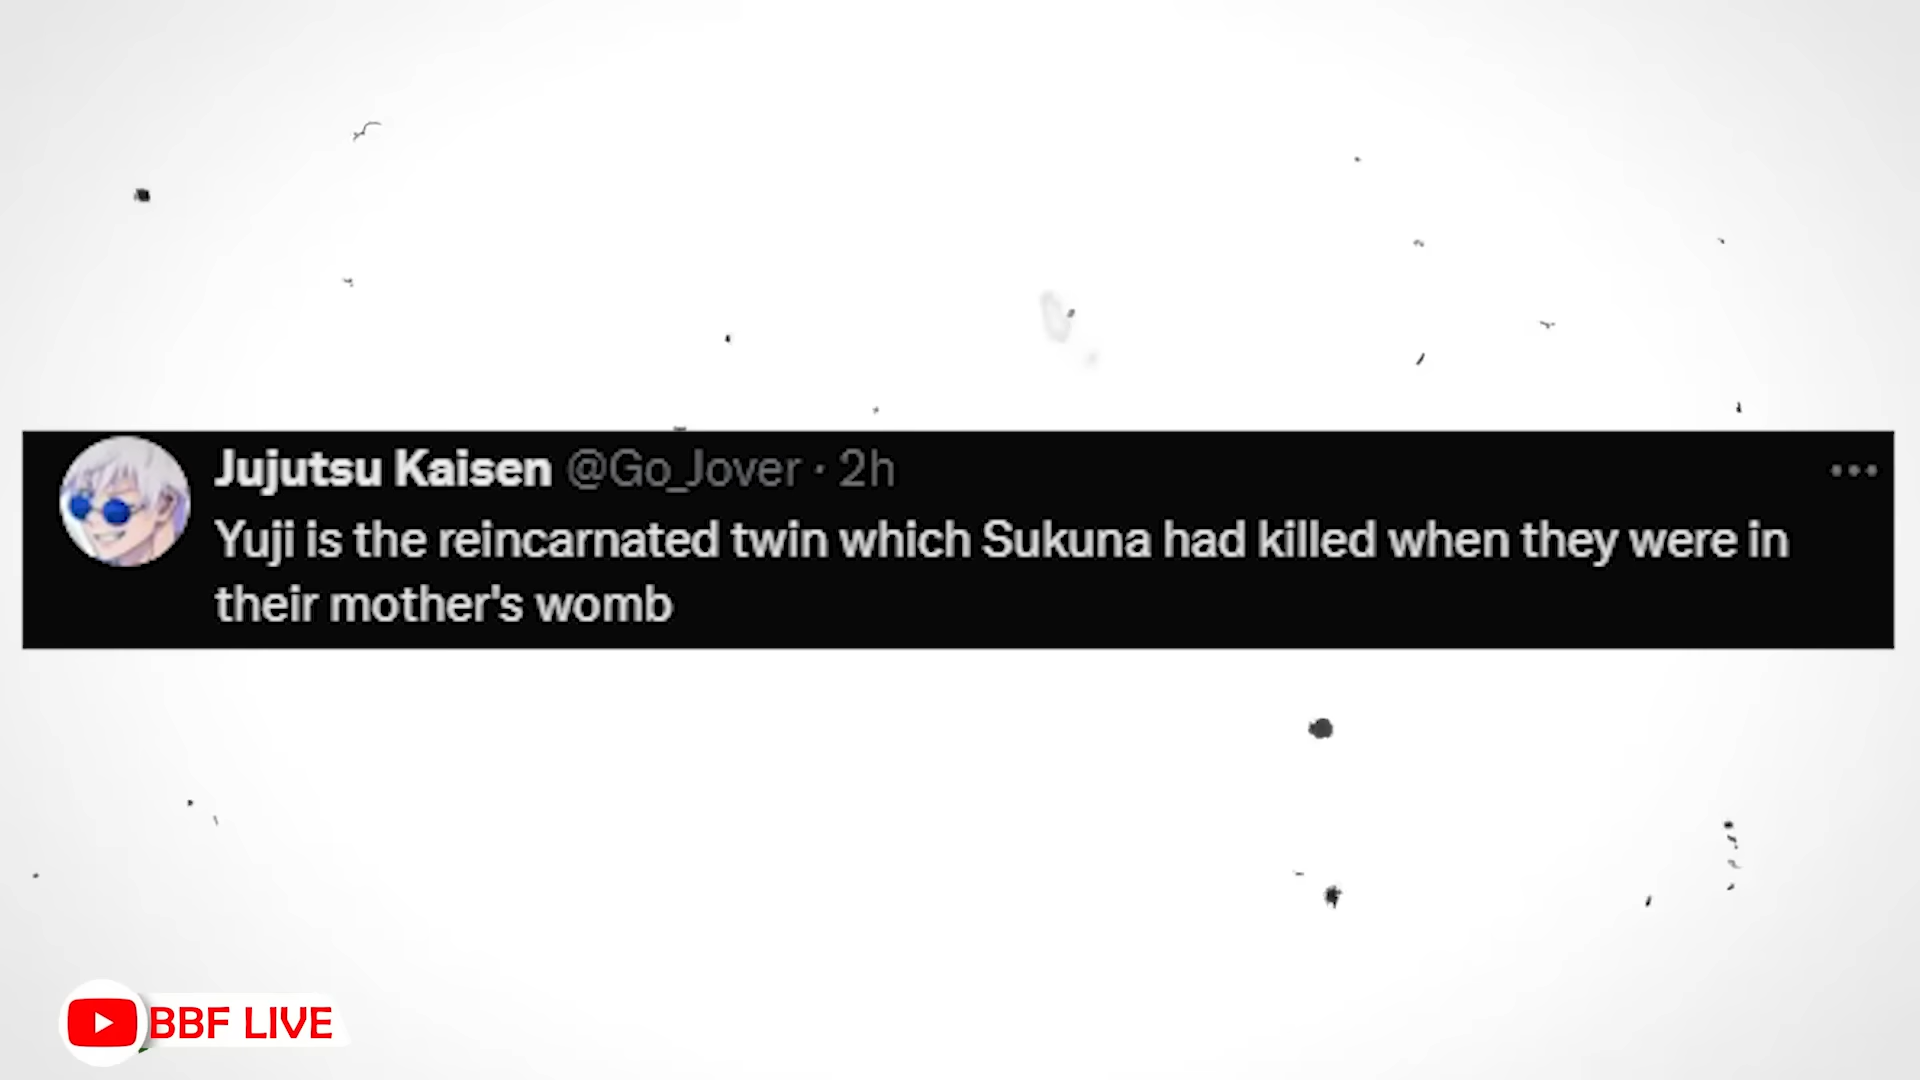 Jujutsu Kaisen @Go_Jover · 2h
Yuji is the reincarnated twin which Sukuna had killed when they were in
their mother's womb
BBF LIVE